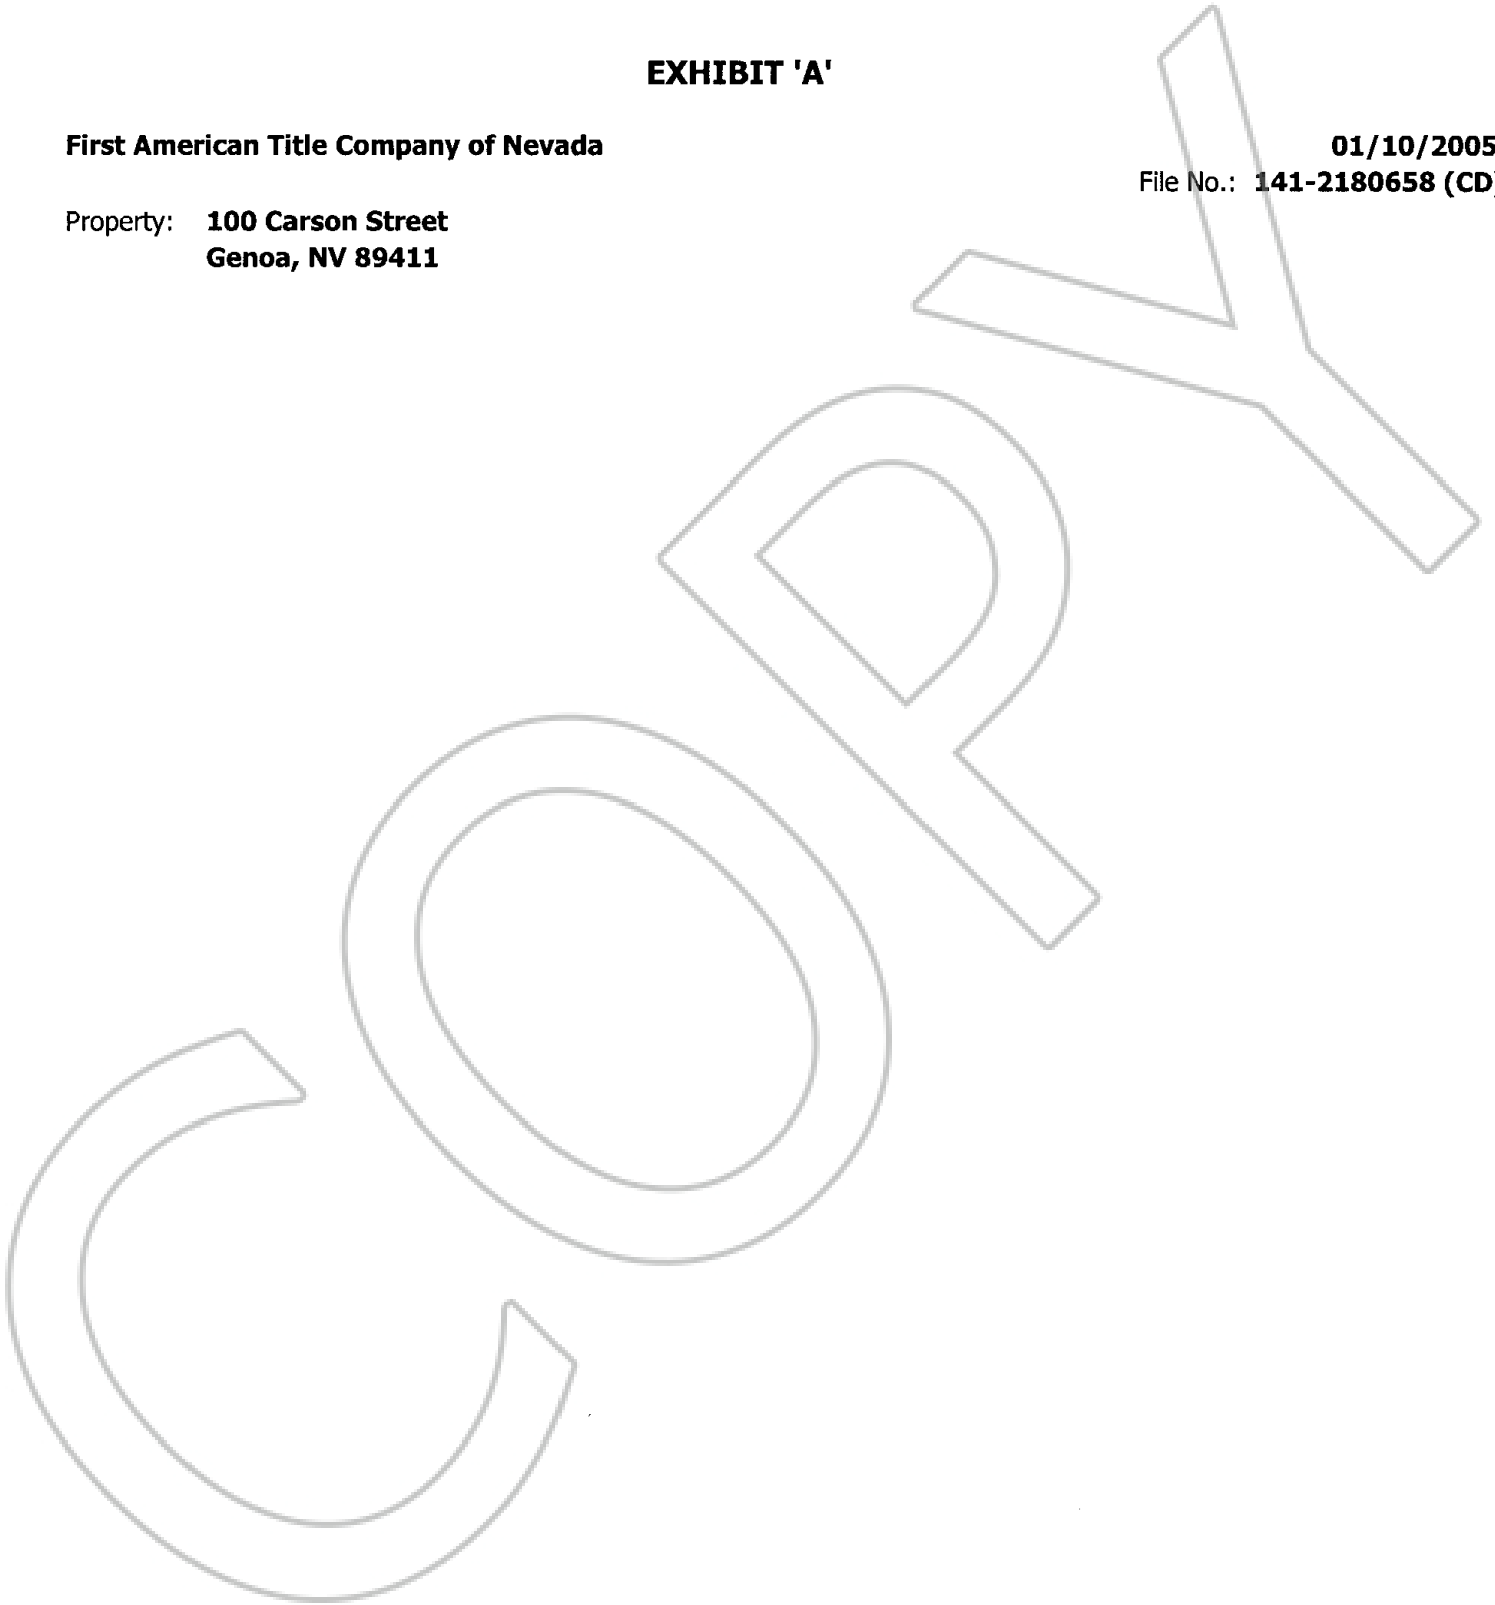 EXHIBIT 'A'
First American Title Company of Nevada
01/10/2005
File No.: 141-2180658 (CD)
Property: 100 Carson Street
Genoa, NV 89411
COPY